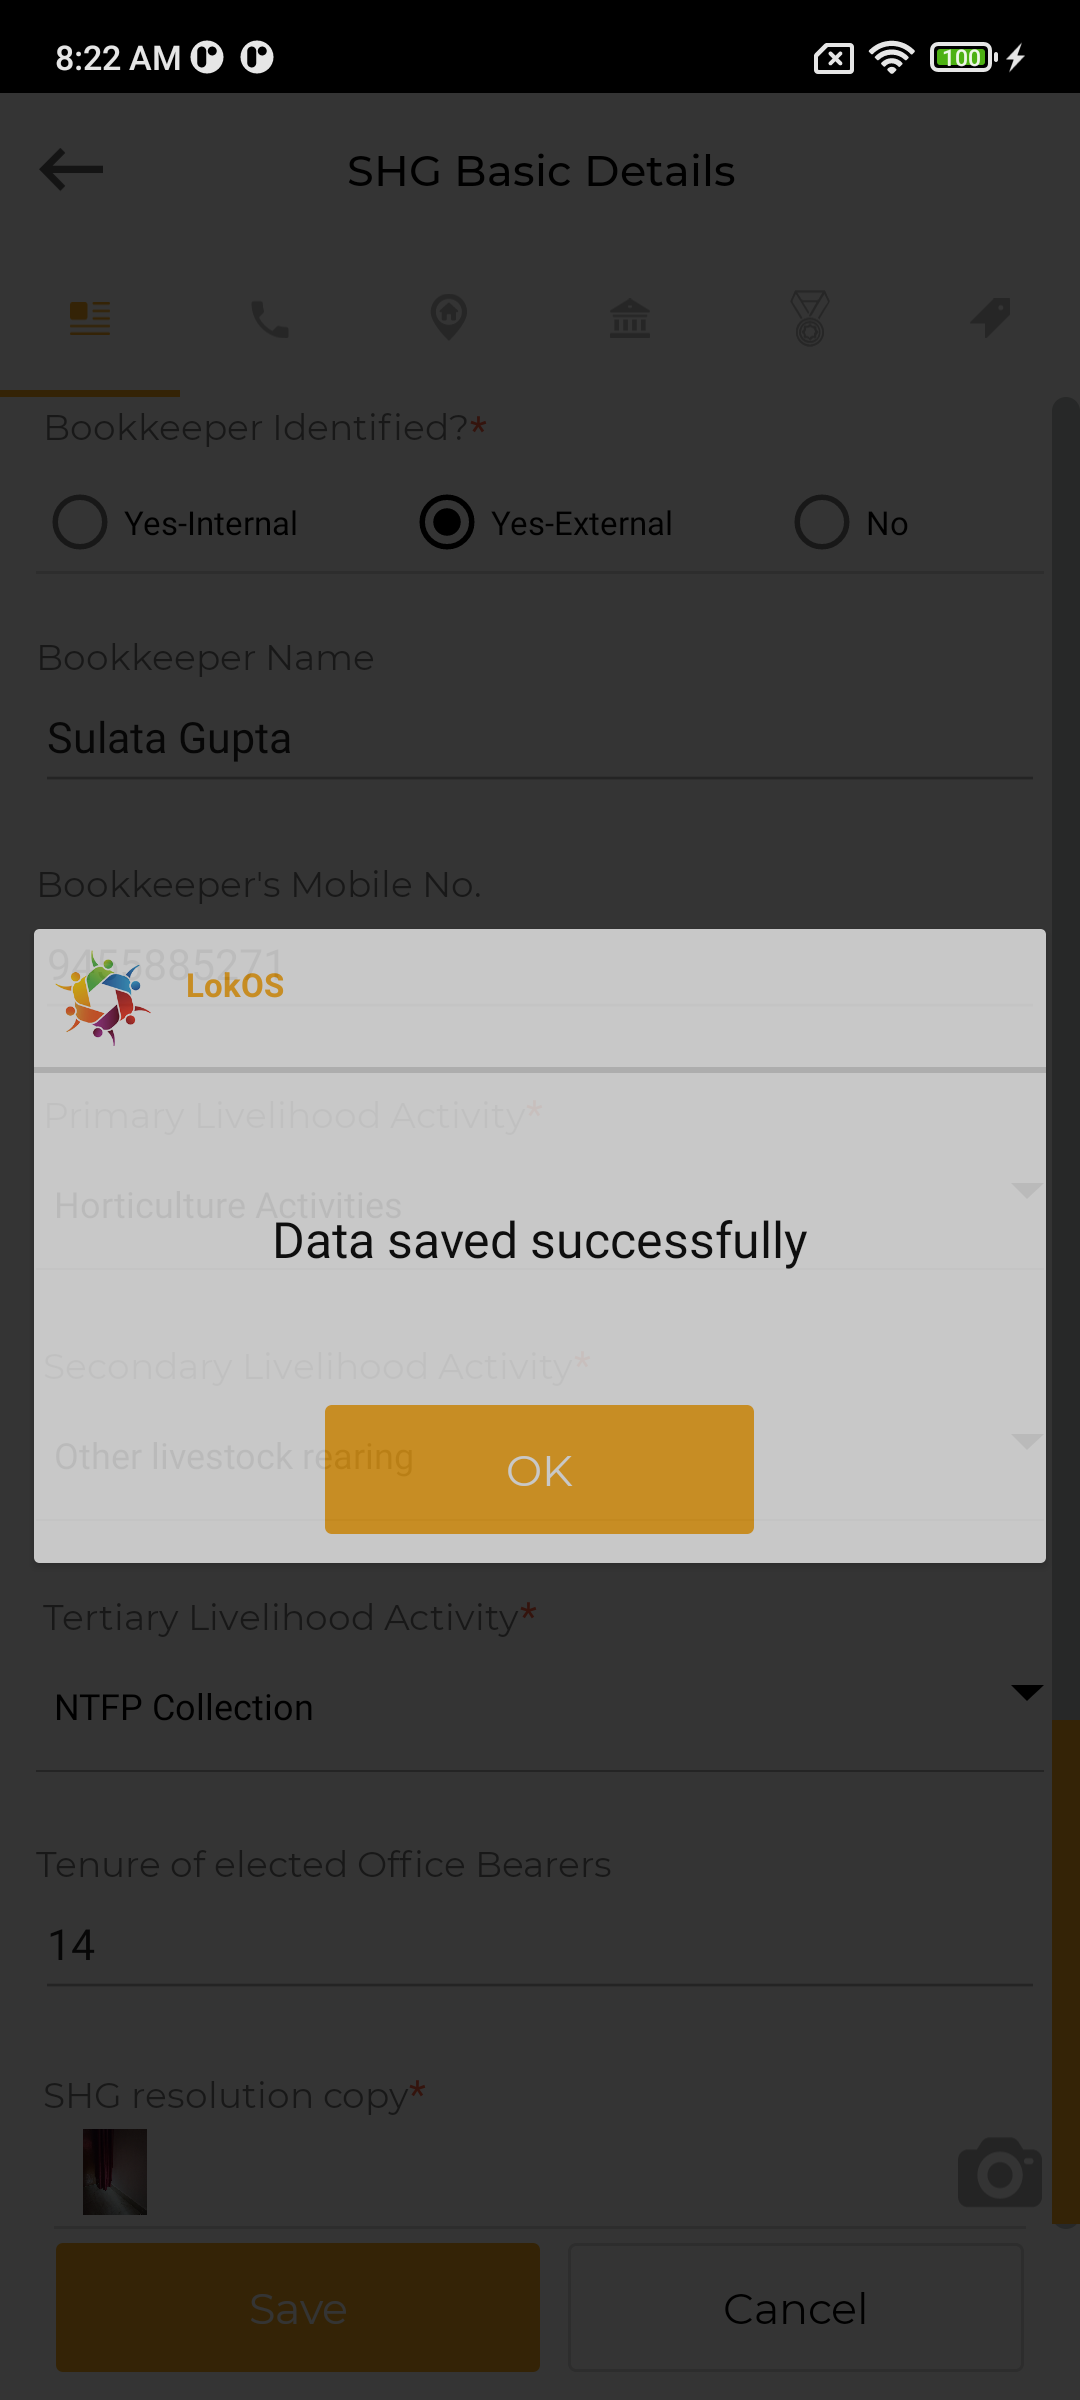 8:22 AM
100
SHG Basic Details
Bookkeeper Identified?*
Yes-Internal
Yes-External
No
Bookkeeper Name
Sulata Gupta
Bookkeeper's Mobile No.
9455885271
LokOS
Primary Livelihood Activity*
Horticulture Activities
Data saved successfully
Secondary Livelihood Activity*
Other livestock rearing
OK
Tertiary Livelihood Activity*
NTFP Collection
Tenure of elected Office Bearers
14
SHG resolution copy*
Save
Cancel